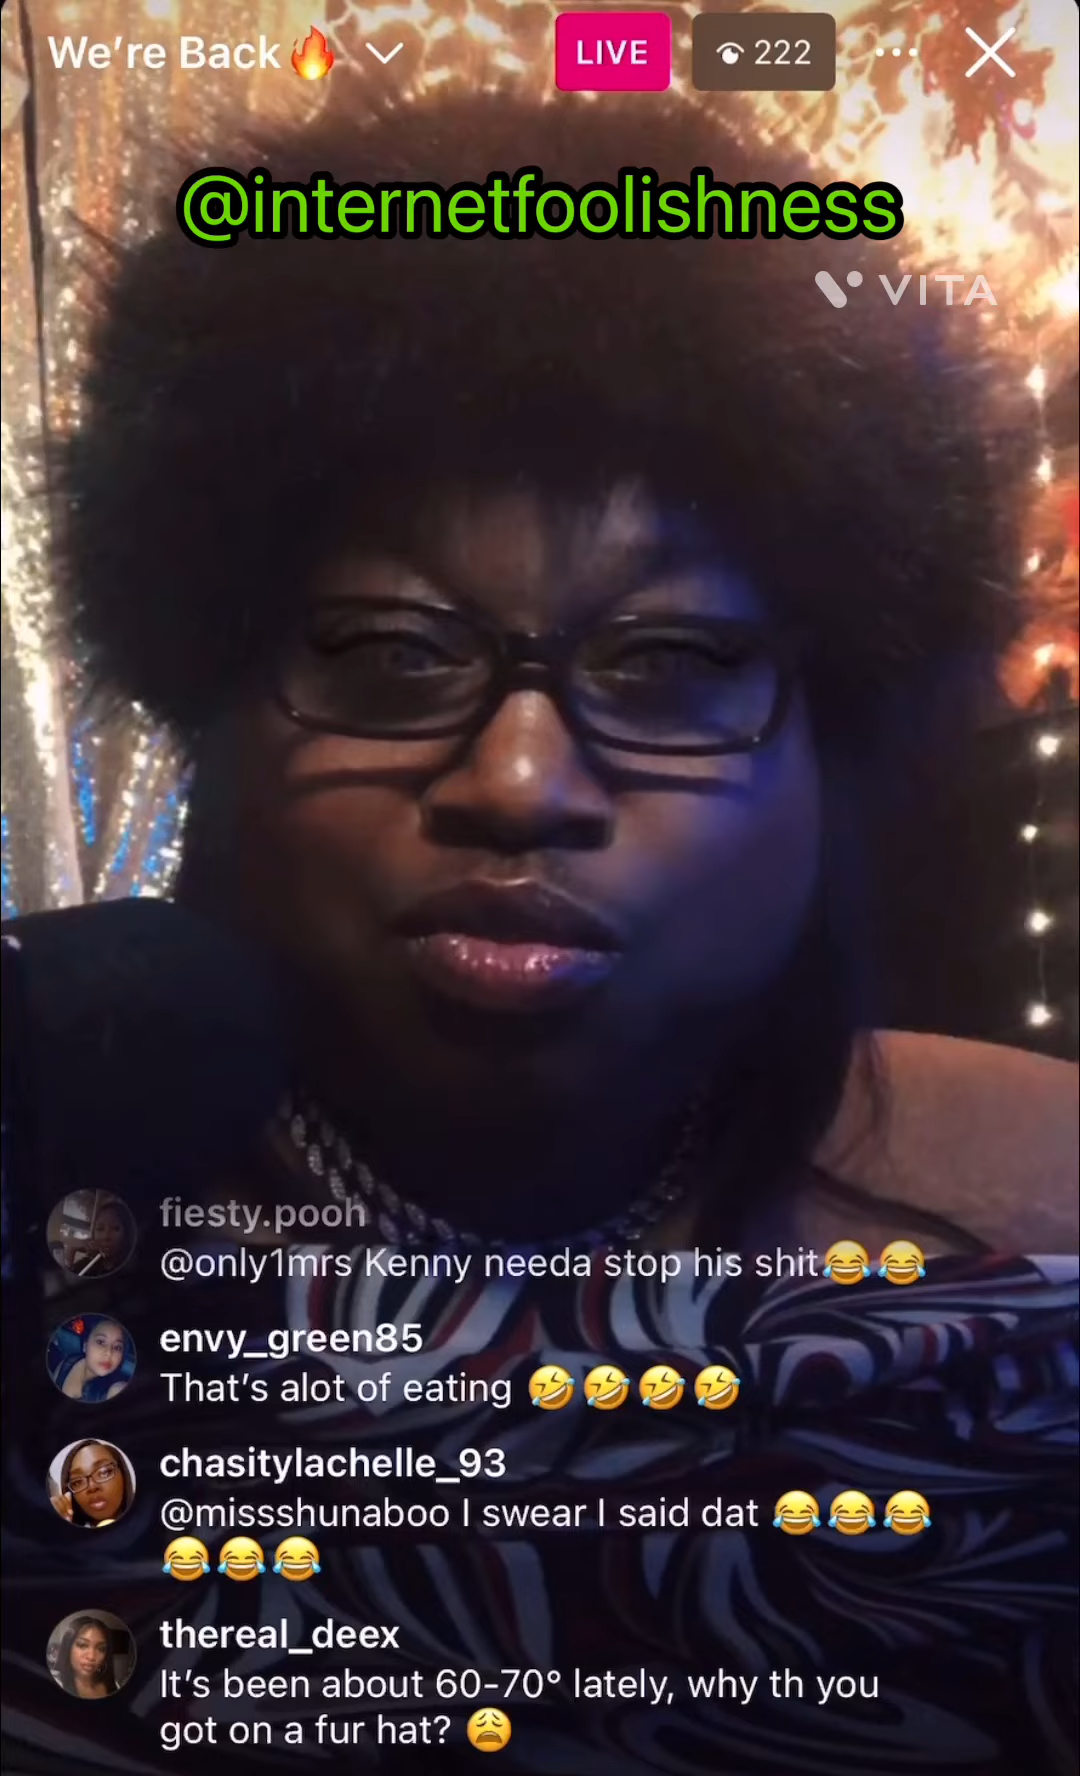 We're Back🔥
LIVE
222
@internetfoolishness
VITA
fiesty.pooh
@only1mrs Kenny needa stop his shit😂😂
envy_green85
That's alot of eating 🤣🤣🤣🤣
chasitylachelle_93
@missshunaboo I swear I said dat 😂😂😂
😂😂😂
thereal_deex
It's been about 60-70° lately, why th you
got on a fur hat? 😩